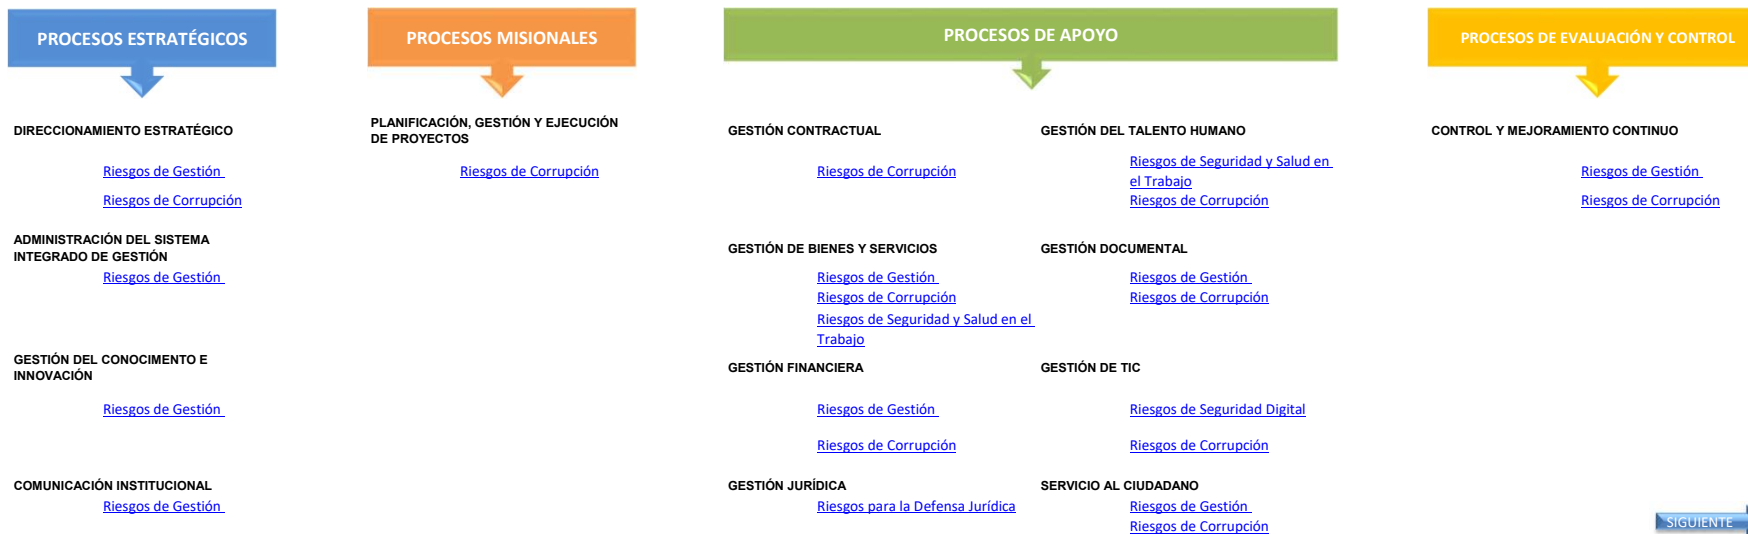 PROCESOS ESTRATÉGICOS
DIRECCIONAMIENTO ESTRATÉGICO
Riesgos de Gestión
Riesgos de Corrupción
ADMINISTRACIÓN DEL SISTEMA
INTEGRADO DE GESTIÓN
Riesgos de Gestión
GESTIÓN DEL CONOCIMENTO E
INNOVACIÓN
Riesgos de Gestión
COMUNICACIÓN INSTITUCIONAL
Riesgos de Gestión
PROCESOS MISIONALES
PLANIFICACIÓN, GESTIÓN Y EJECUCIÓN
DE PROYECTOS
Riesgos de Corrupción
PROCESOS DE APOYO
GESTIÓN CONTRACTUAL
Riesgos de Corrupción
GESTIÓN DE BIENES Y SERVICIOS
Riesgos de Gestión
Riesgos de Corrupción
Riesgos de Seguridad y Salud en el
Trabajo
GESTIÓN FINANCIERA
Riesgos de Gestión
Riesgos de Corrupción
GESTIÓN JURÍDICA
Riesgos para la Defensa Jurídica
GESTIÓN DEL TALENTO HUMANO
Riesgos de Seguridad y Salud en
el Trabajo
Riesgos de Corrupción
GESTIÓN DOCUMENTAL
Riesgos de Gestión
Riesgos de Corrupción
GESTIÓN DE TIC
Riesgos de Seguridad Digital
Riesgos de Corrupción
SERVICIO AL CIUDADANO
Riesgos de Gestión
Riesgos de Corrupción
PROCESOS DE EVALUACIÓN Y CONTROL
CONTROL Y MEJORAMIENTO CONTINUO
Riesgos de Gestión
Riesgos de Corrupción
SIGUIENTE